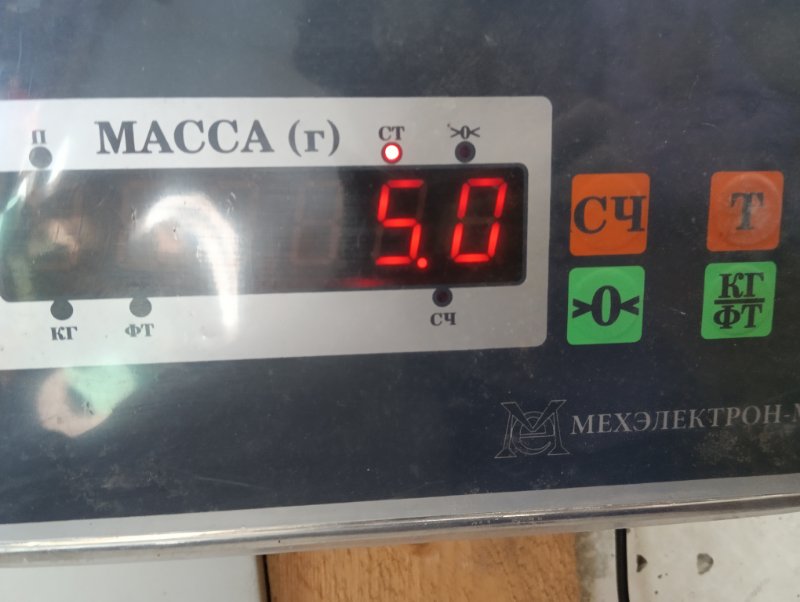 П МАССА (г) СТ >0<
5.0
СЧ Т
КГ ФТ СЧ
>0< КГ/ФТ
МЕХЭЛЕКТРОН-